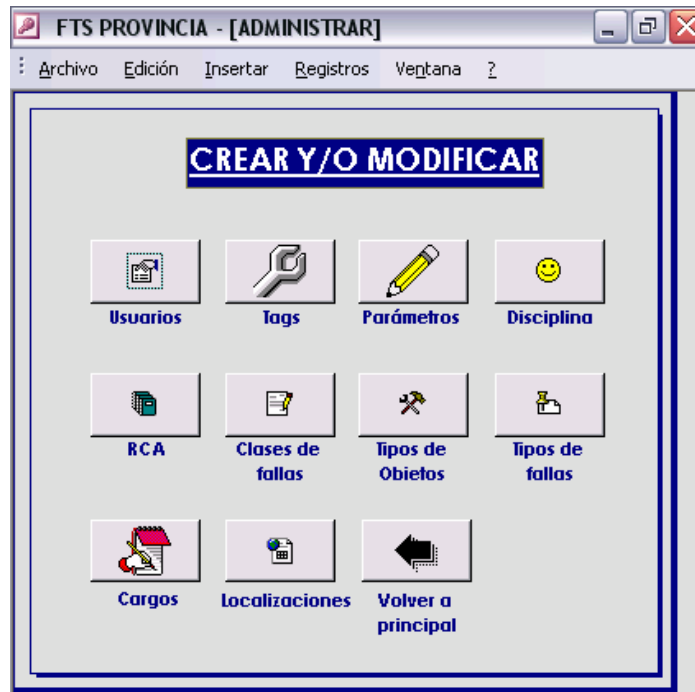 FTS PROVINCIA - [ADMINISTRAR]
Archivo Edición Insertar Registros Ventana ?
CREAR Y/O MODIFICAR
Usuarios Tags Parámetros Disciplina
RCA Clases de fallas Tipos de Objetos Tipos de fallas
Cargos Localizaciones Volver a principal